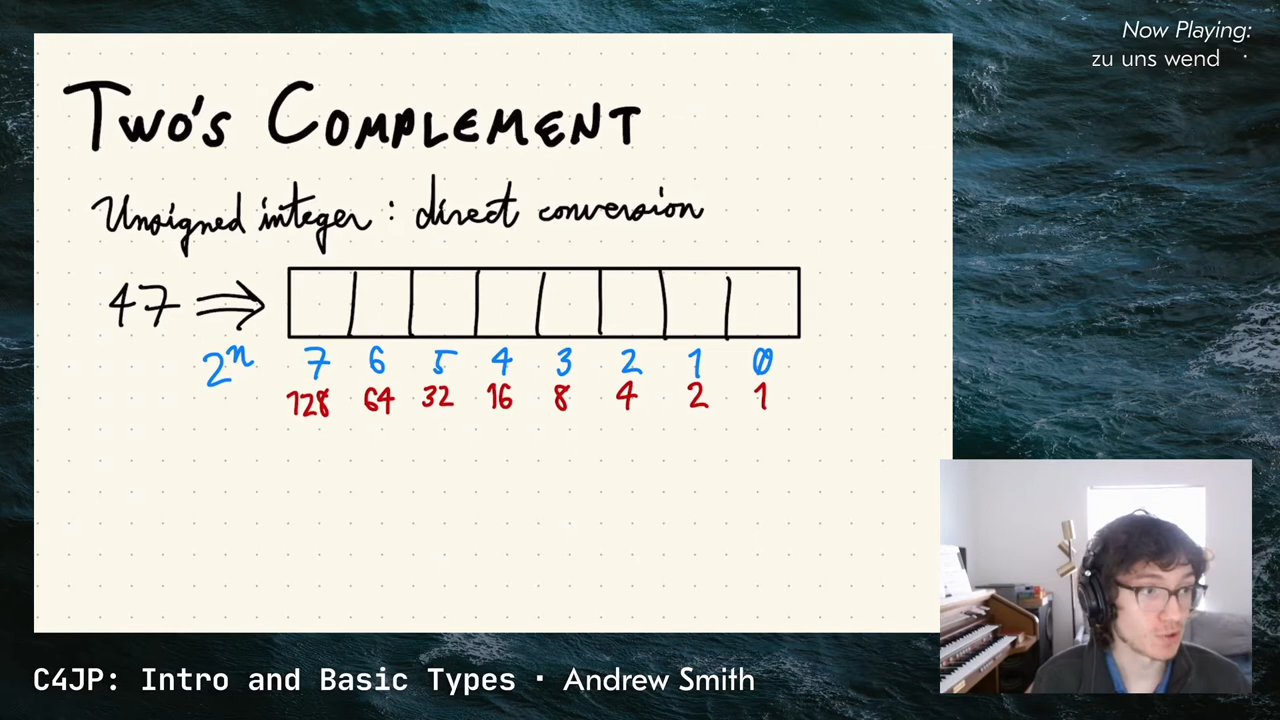 Now Playing:
zu uns wend ·
TWO'S COMPLEMENT
Unsigned integer : direct conversion
47 ⇒
2ⁿ 7 6 5 4 3 2 1 0
128 64 32 16 8 4 2 1
C4JP: Intro and Basic Types · Andrew Smith